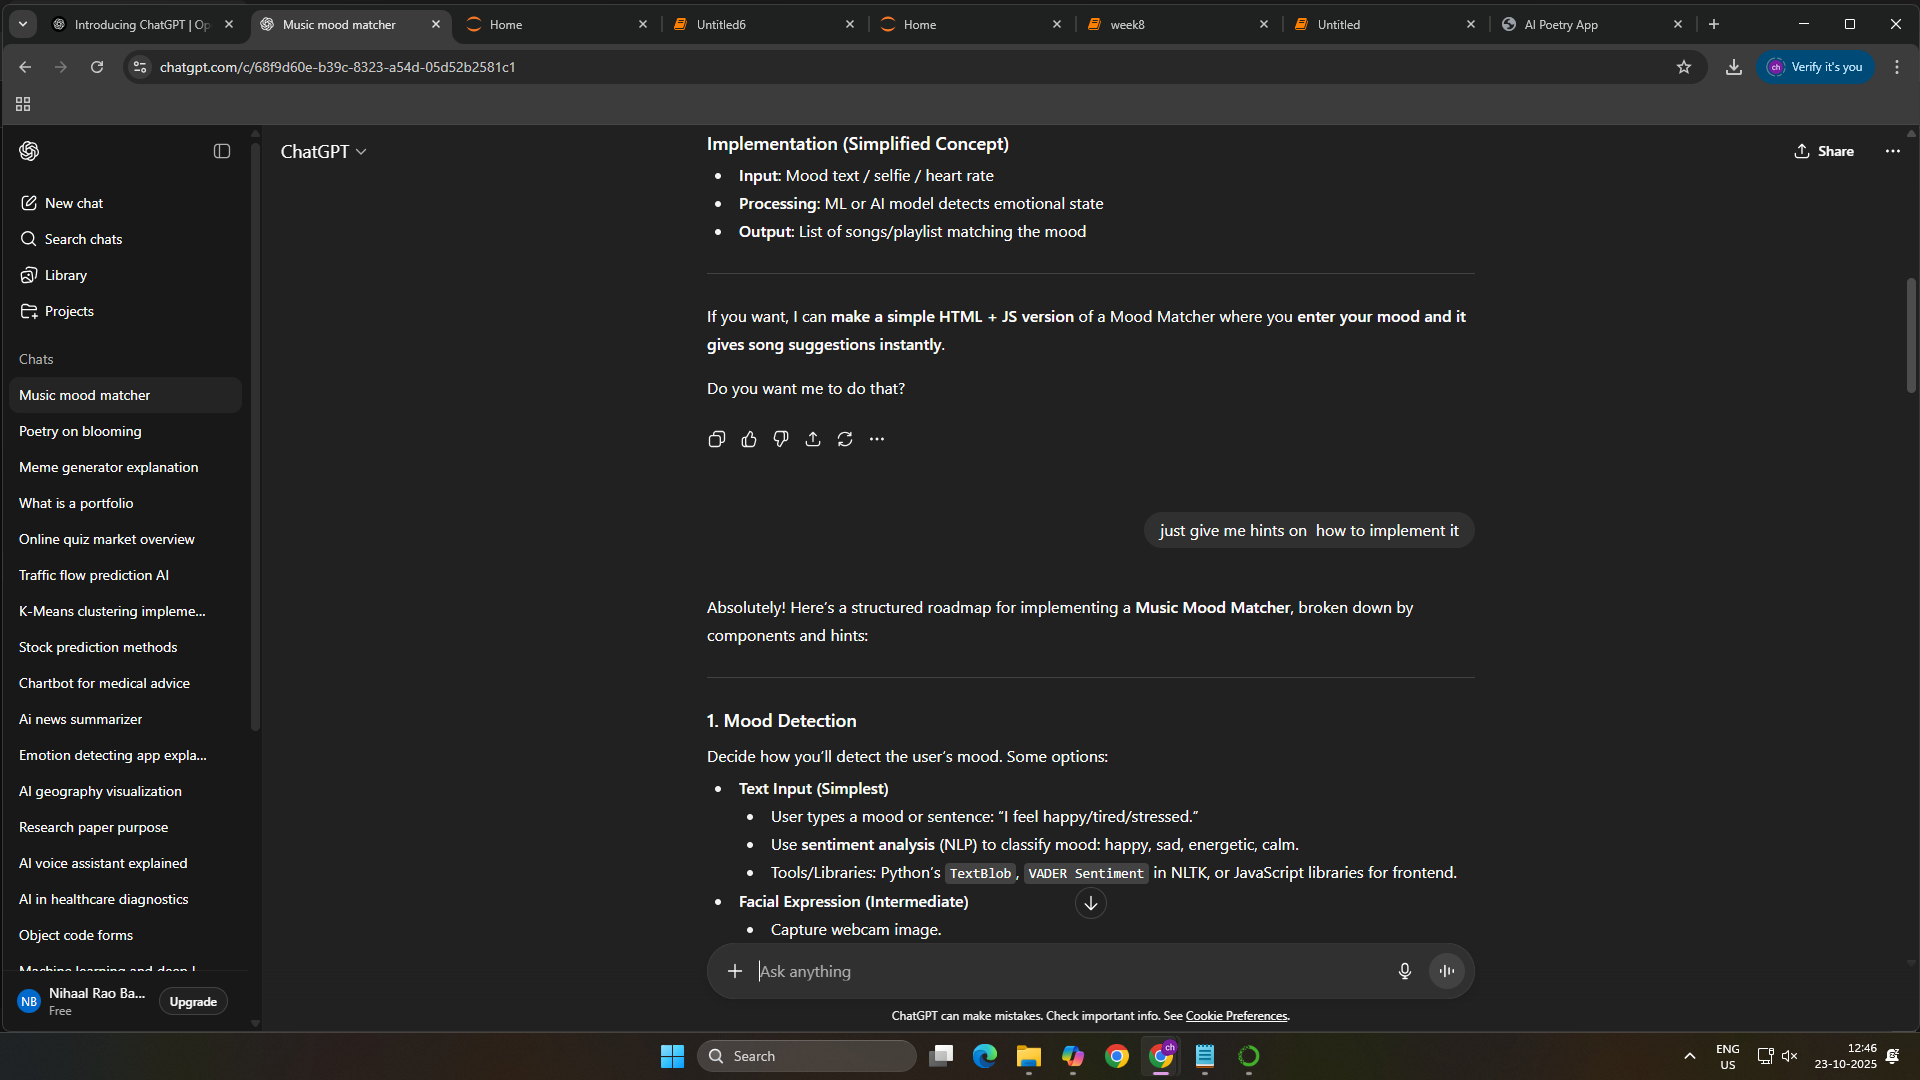 Introducing ChatGPT | Op
Music mood matcher
Home
Untitled6
Home
week8
Untitled
AI Poetry App
chatgpt.com/c/68f9d60e-b39c-8323-a54d-05d52b2581c1
ch
Verify it's you
ChatGPT
Share
New chat
Search chats
Library
Projects
Chats
Music mood matcher
Poetry on blooming
Meme generator explanation
What is a portfolio
Online quiz market overview
Traffic flow prediction AI
K-Means clustering impleme...
Stock prediction methods
Chartbot for medical advice
Ai news summarizer
Emotion detecting app expla...
AI geography visualization
Research paper purpose
AI voice assistant explained
AI in healthcare diagnostics
Object code forms
NB
Nihaal Rao Ba...
Free
Upgrade
Implementation (Simplified Concept)
Input: Mood text / selfie / heart rate
Processing: ML or AI model detects emotional state
Output: List of songs/playlist matching the mood
If you want, I can make a simple HTML + JS version of a Mood Matcher where you enter your mood and it
gives song suggestions instantly.
Do you want me to do that?
just give me hints on  how to implement it
Absolutely! Here’s a structured roadmap for implementing a Music Mood Matcher, broken down by
components and hints:
1. Mood Detection
Decide how you’ll detect the user’s mood. Some options:
Text Input (Simplest)
User types a mood or sentence: “I feel happy/tired/stressed.”
Use sentiment analysis (NLP) to classify mood: happy, sad, energetic, calm.
Tools/Libraries: Python’s TextBlob, VADER Sentiment in NLTK, or JavaScript libraries for frontend.
Facial Expression (Intermediate)
Capture webcam image.
Ask anything
ChatGPT can make mistakes. Check important info. See Cookie Preferences.
Search
ch
ENG
US
12:46
23-10-2025